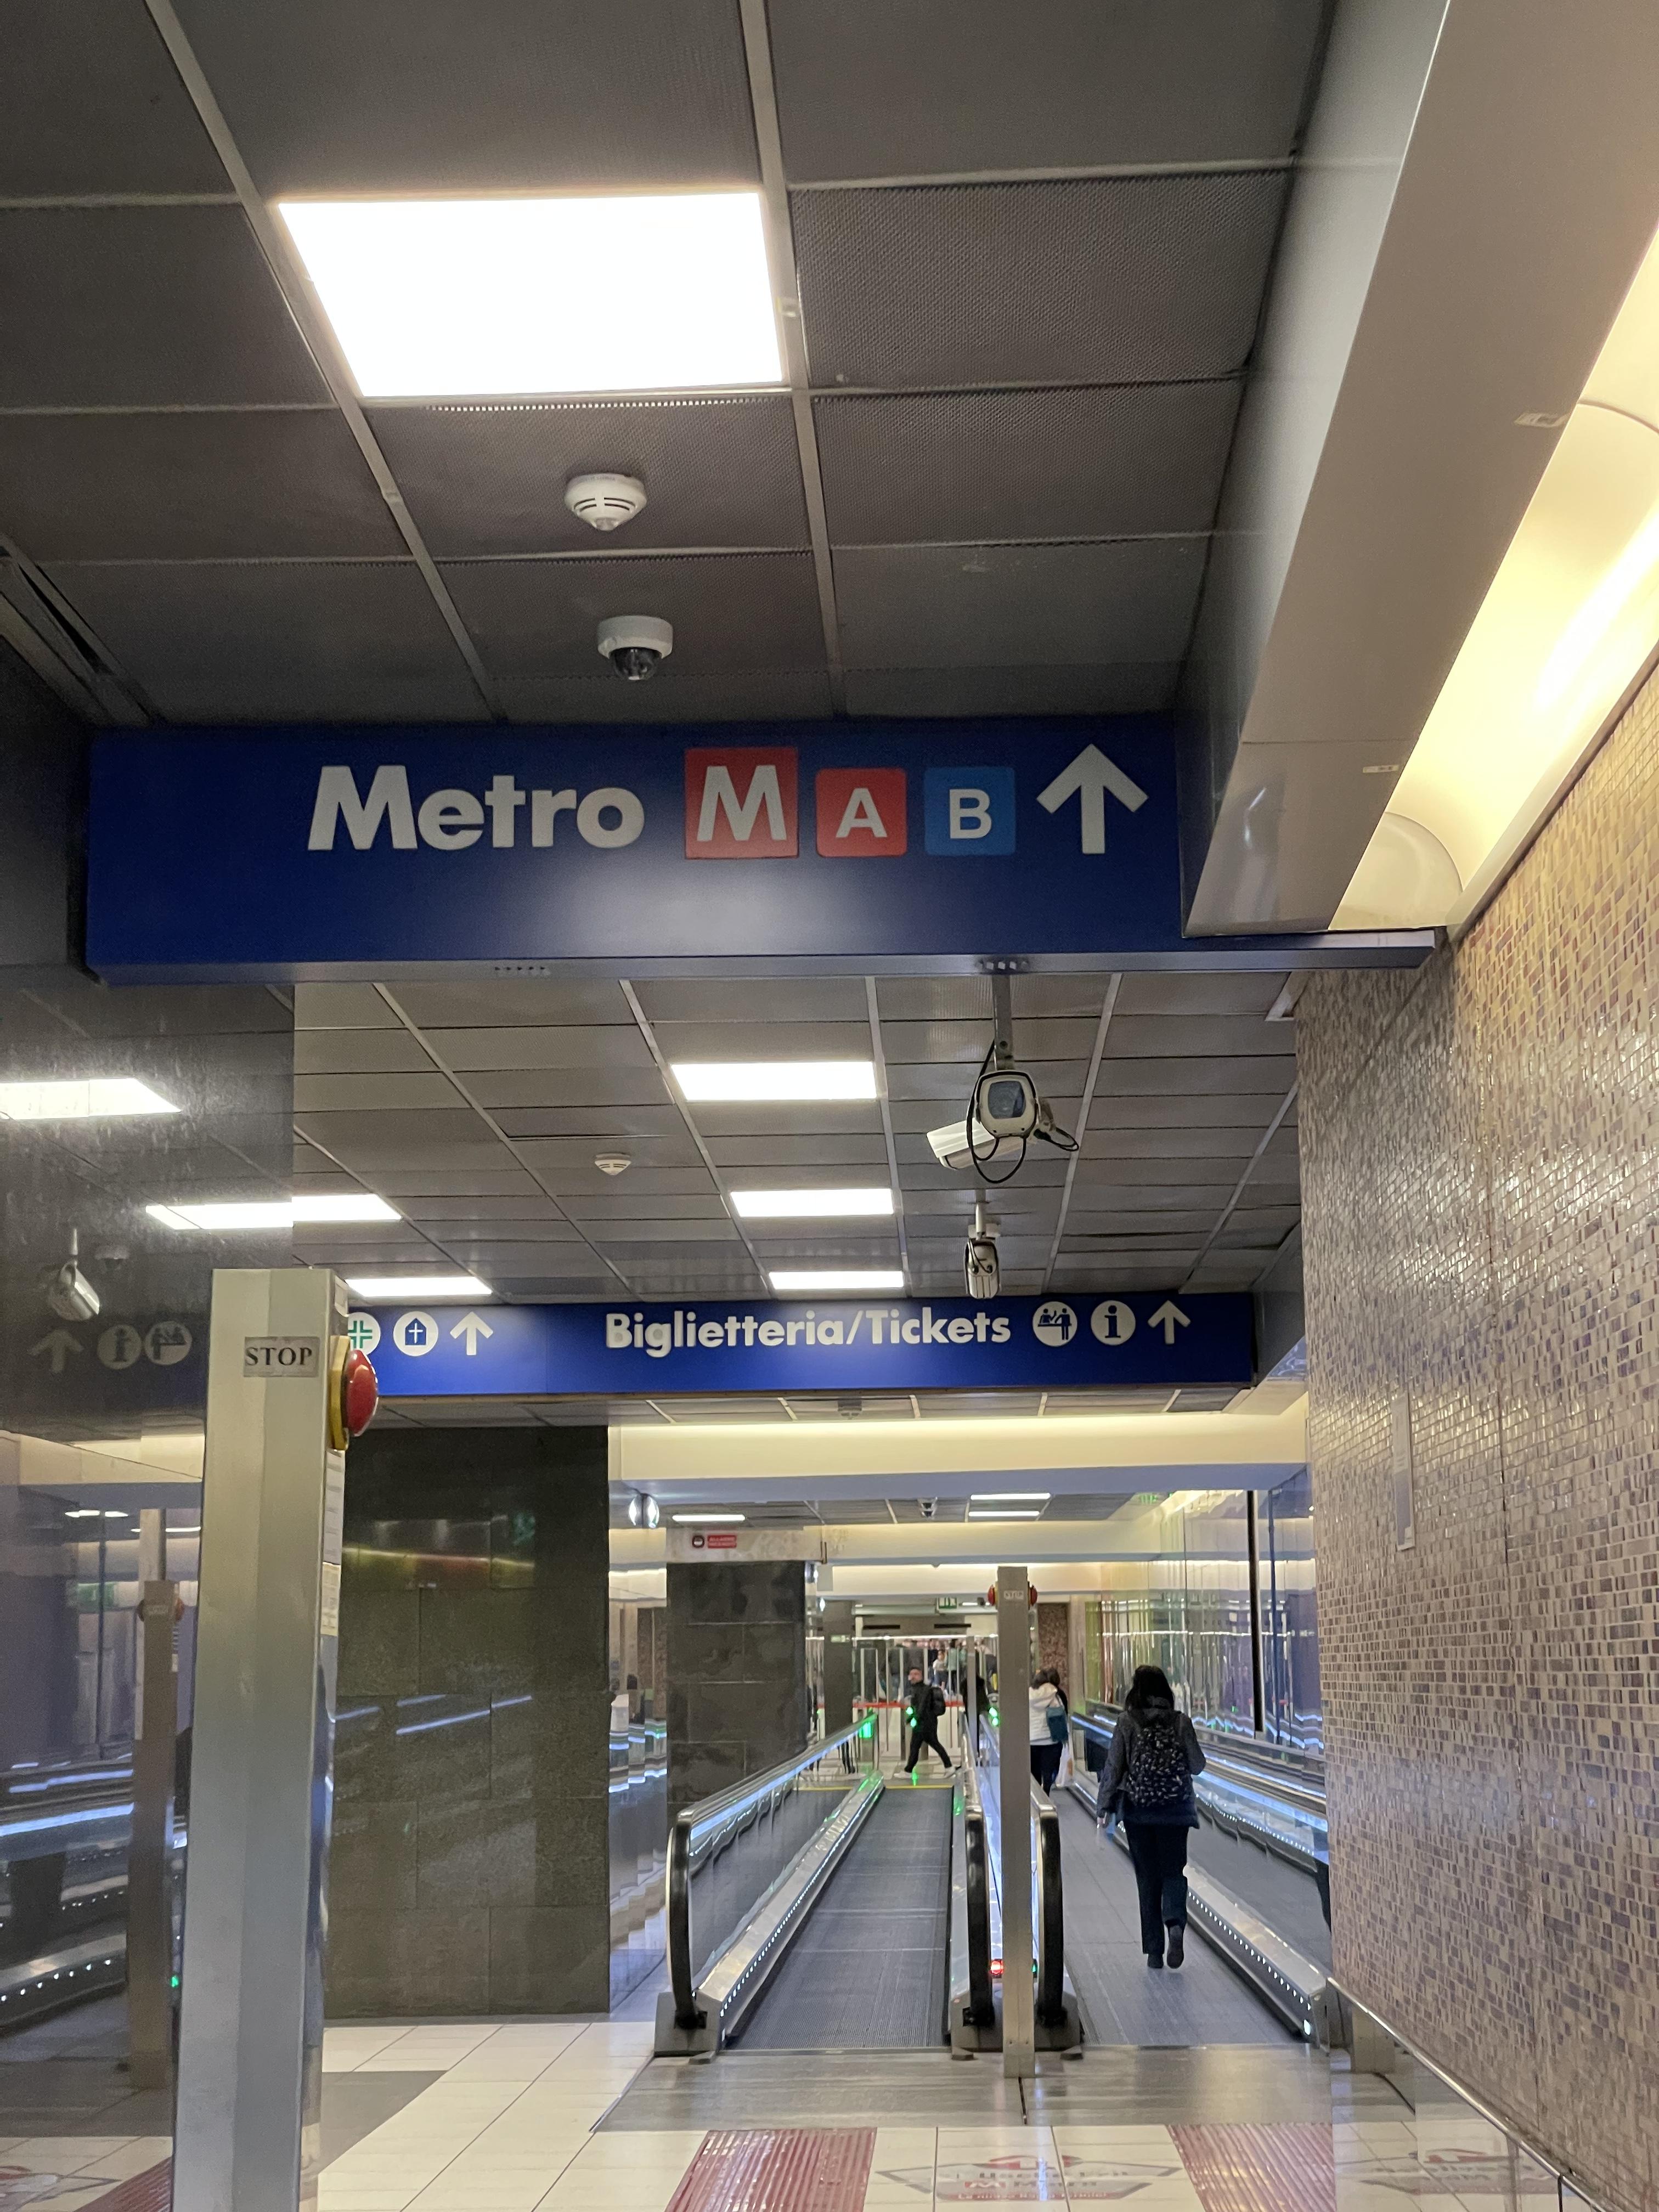 Metro M A B
Biglietteria/Tickets i
STOP